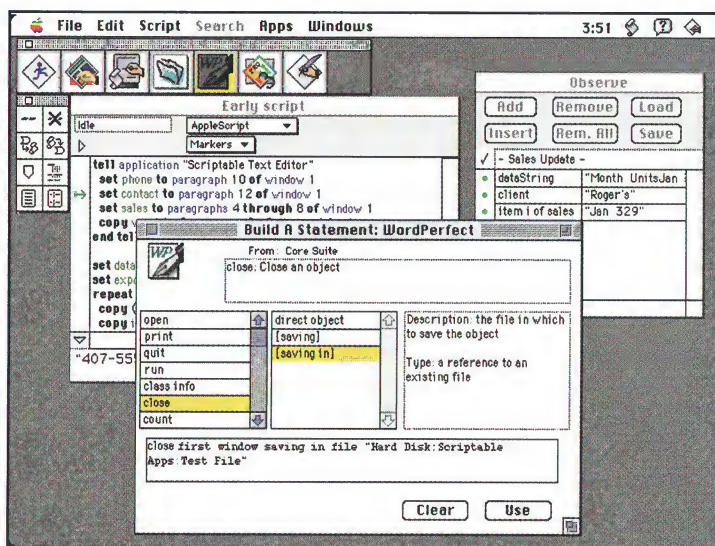 File Edit Script Search Apps Windows 3:51
Early script
Idle AppleScript
Markers
tell application "Scriptable Text Editor"
set phone to paragraph 10 of window 1
set contact to paragraph 12 of window 1
set sales to paragraphs 4 through 8 of window 1
copy
end tel
set data
set expo
repeat
copy (
copy i
"407-555
Observe
Add Remove Load
Insert Rem. All Save
✓ - Sales Update -
dataString "Month UnitsJan
client "Roger's"
item i of sales "Jan 329"
Build A Statement: WordPerfect
WP
From: Core Suite
close: Close an object
open
print
quit
run
class info
close
count
direct object
[saving]
[saving in]
Description: the file in which
to save the object
Type: a reference to an
existing file
close first window saving in file "Hard Disk:Scriptable
Apps:Test File"
Clear Use